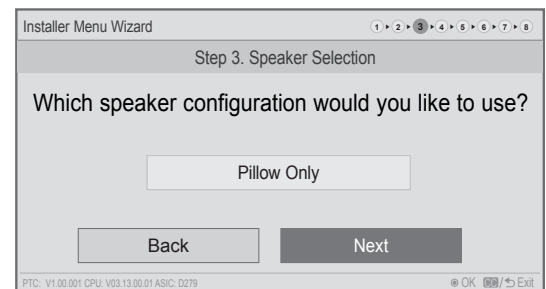 Installer Menu Wizard 1 2 3 4 5 6 7 8
Step 3. Speaker Selection
Which speaker configuration would you like to use?
Pillow Only
Back Next
PTC: V1.00.001 CPU: V03.13.00.01 ASIC: D279 OK CC/ Exit